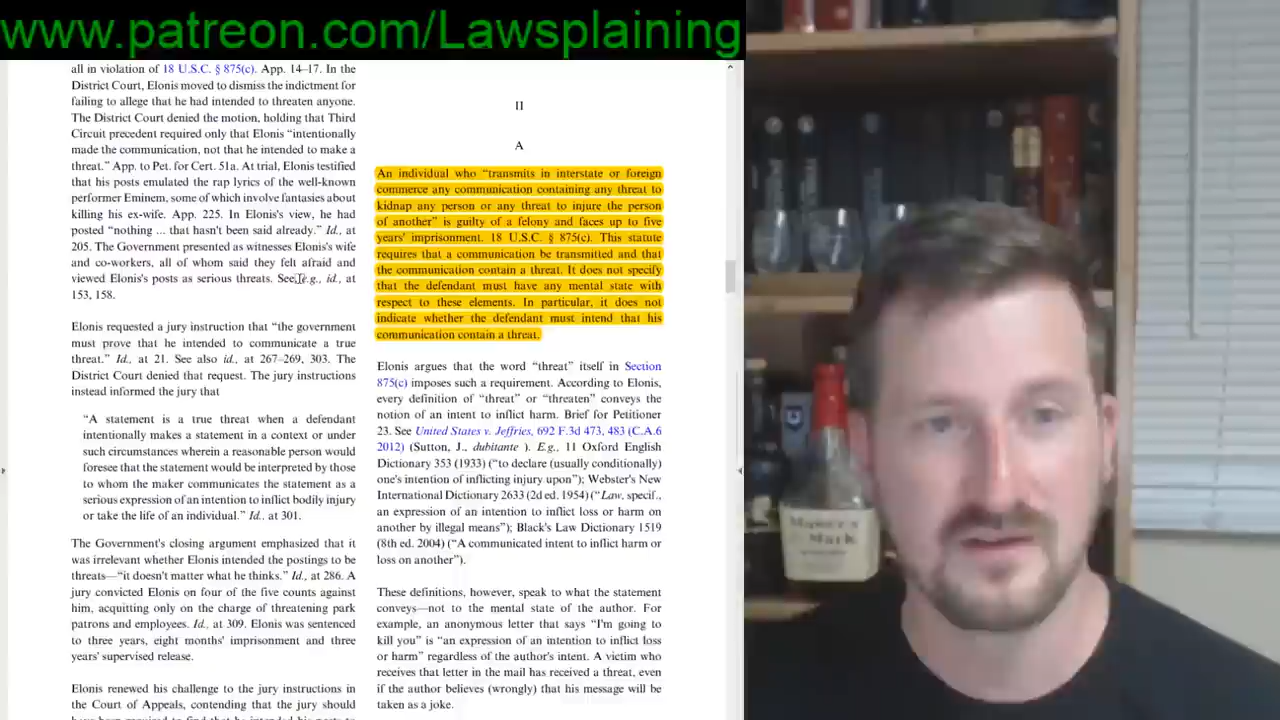 www.patreon.com/Lawsplaining
all in violation of 18 U.S.C. § 875(c). App. 14–17. In the
District Court, Elonis moved to dismiss the indictment for
failing to allege that he had intended to threaten anyone.
The District Court denied the motion, holding that Third
Circuit precedent required only that Elonis “intentionally
made the communication, not that he intended to make a
threat.” App. to Pet. for Cert. 51a. At trial, Elonis testified
that his posts emulated the rap lyrics of the well-known
performer Eminem, some of which involve fantasies about
killing his ex-wife. App. 225. In Elonis's view, he had
posted “nothing ... that hasn't been said already.” Id., at
205. The Government presented as witnesses Elonis's wife
and co-workers, all of whom said they felt afraid and
viewed Elonis's posts as serious threats. See, e.g., id., at
153, 158.
Elonis requested a jury instruction that “the government
must prove that he intended to communicate a true
threat.” Id., at 21. See also id., at 267–269, 303. The
District Court denied that request. The jury instructions
instead informed the jury that
“A statement is a true threat when a defendant
intentionally makes a statement in a context or under
such circumstances wherein a reasonable person would
foresee that the statement would be interpreted by those
to whom the maker communicates the statement as a
serious expression of an intention to inflict bodily injury
or take the life of an individual.” Id., at 301.
The Government's closing argument emphasized that it
was irrelevant whether Elonis intended the postings to be
threats—“it doesn't matter what he thinks.” Id., at 286. A
jury convicted Elonis on four of the five counts against
him, acquitting only on the charge of threatening park
patrons and employees. Id., at 309. Elonis was sentenced
to three years, eight months' imprisonment and three
years' supervised release.
Elonis renewed his challenge to the jury instructions in
the Court of Appeals, contending that the jury should
have been required to find that he intended his posts to
II
A
An individual who “transmits in interstate or foreign
commerce any communication containing any threat to
kidnap any person or any threat to injure the person
of another” is guilty of a felony and faces up to five
years' imprisonment. 18 U.S.C. § 875(c). This statute
requires that a communication be transmitted and that
the communication contain a threat. It does not specify
that the defendant must have any mental state with
respect to these elements. In particular, it does not
indicate whether the defendant must intend that his
communication contain a threat.
Elonis argues that the word “threat” itself in Section
875(c) imposes such a requirement. According to Elonis,
every definition of “threat” or “threaten” conveys the
notion of an intent to inflict harm. Brief for Petitioner
23. See United States v. Jeffries, 692 F.3d 473, 483 (C.A.6
2012) (Sutton, J., dubitante ). E.g., 11 Oxford English
Dictionary 353 (1933) (“to declare (usually conditionally)
one's intention of inflicting injury upon”); Webster's New
International Dictionary 2633 (2d ed. 1954) (“Law, specif.,
an expression of an intention to inflict loss or harm on
another by illegal means”); Black's Law Dictionary 1519
(8th ed. 2004) (“A communicated intent to inflict harm or
loss on another”).
These definitions, however, speak to what the statement
conveys—not to the mental state of the author. For
example, an anonymous letter that says “I'm going to
kill you” is “an expression of an intention to inflict loss
or harm” regardless of the author's intent. A victim who
receives that letter in the mail has received a threat, even
if the author believes (wrongly) that his message will be
taken as a joke.
Maker's
Mark